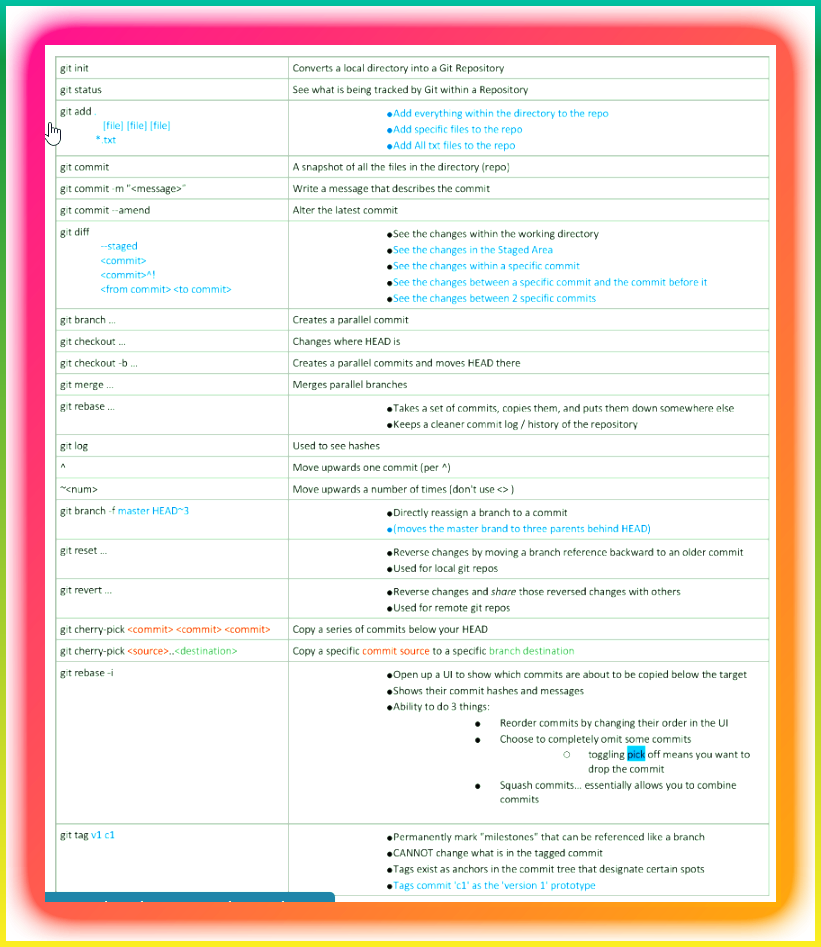 git init Converts a local directory into a Git Repository
git status See what is being tracked by Git within a Repository
git add .
[file] [file] [file]
*.txt
●Add everything within the directory to the repo
●Add specific files to the repo
●Add All txt files to the repo
git commit A snapshot of all the files in the directory (repo)
git commit -m "<message>" Write a message that describes the commit
git commit --amend Alter the latest commit
git diff
--staged
<commit>
<commit>^!
<from commit> <to commit>
●See the changes within the working directory
●See the changes in the Staged Area
●See the changes within a specific commit
●See the changes between a specific commit and the commit before it
●See the changes between 2 specific commits
git branch ... Creates a parallel commit
git checkout ... Changes where HEAD is
git checkout -b ... Creates a parallel commits and moves HEAD there
git merge ... Merges parallel branches
git rebase ...
●Takes a set of commits, copies them, and puts them down somewhere else
●Keeps a cleaner commit log / history of the repository
git log Used to see hashes
^ Move upwards one commit (per ^)
~<num> Move upwards a number of times (don't use <> )
git branch -f master HEAD~3
●Directly reassign a branch to a commit
●(moves the master brand to three parents behind HEAD)
git reset ...
●Reverse changes by moving a branch reference backward to an older commit
●Used for local git repos
git revert ...
●Reverse changes and share those reversed changes with others
●Used for remote git repos
git cherry-pick <commit> <commit> <commit> Copy a series of commits below your HEAD
git cherry-pick <source>..<destination> Copy a specific commit source to a specific branch destination
git rebase -i
●Open up a UI to show which commits are about to be copied below the target
●Shows their commit hashes and messages
●Ability to do 3 things:
● Reorder commits by changing their order in the UI
● Choose to completely omit some commits
○ toggling pick off means you want to
drop the commit
● Squash commits... essentially allows you to combine
commits
git tag v1 c1
●Permanently mark "milestones" that can be referenced like a branch
●CANNOT change what is in the tagged commit
●Tags exist as anchors in the commit tree that designate certain spots
●Tags commit 'c1' as the 'version 1' prototype